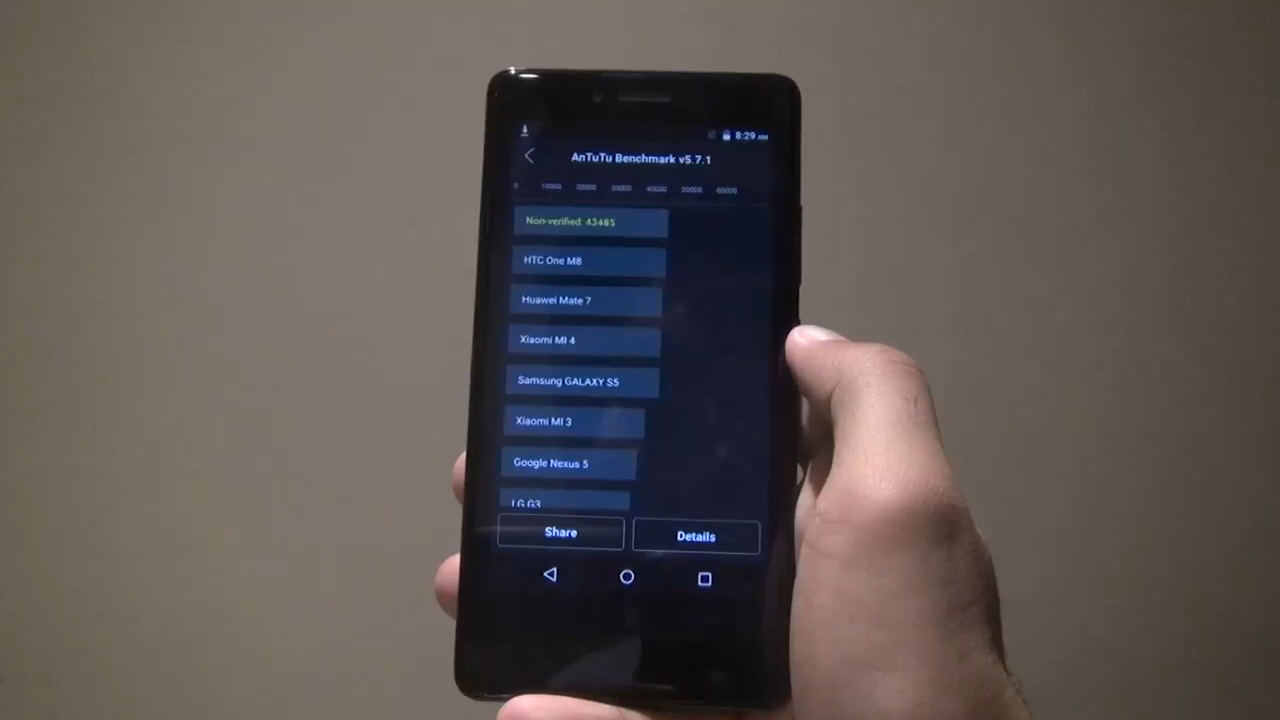 8:29 AM
AnTuTu Benchmark v5.7.1
0 10000 20000 30000 40000 50000 60000
Non-verified: 43485
HTC One M8
Huawei Mate 7
Xiaomi MI 4
Samsung GALAXY S5
Xiaomi MI 3
Google Nexus 5
LG G3
Share Details